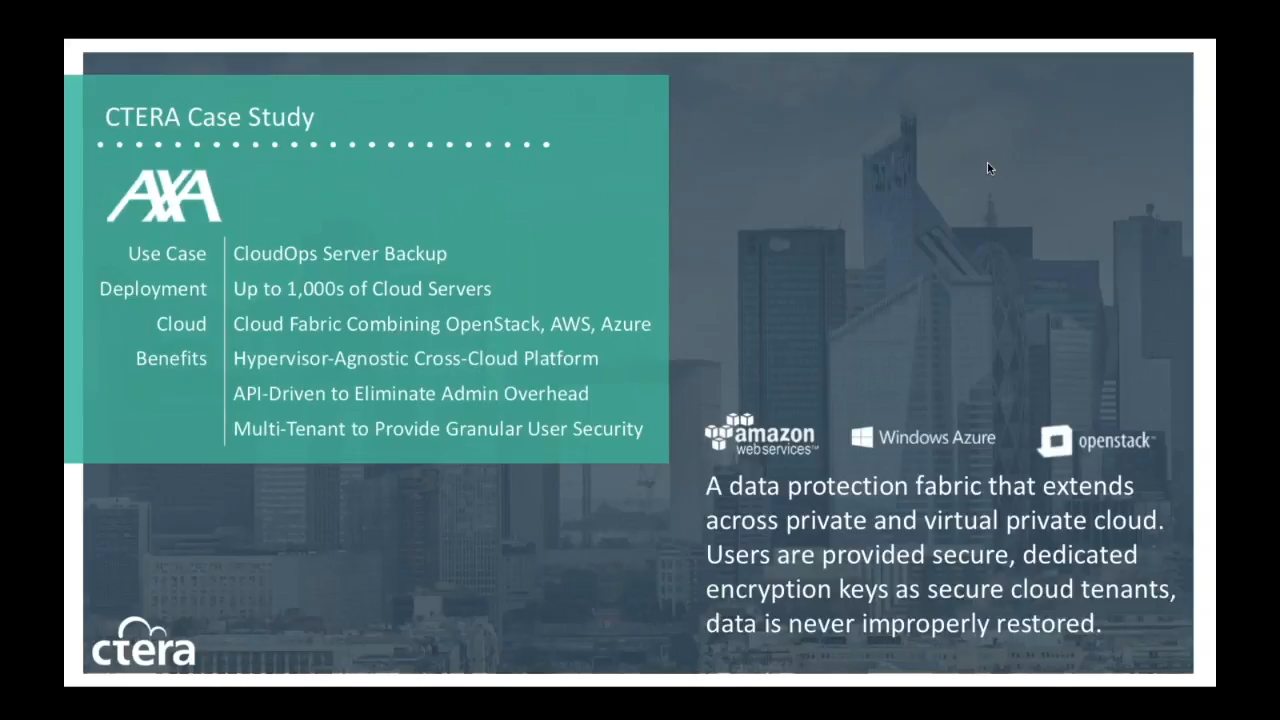 CTERA Case Study
AXA
Use Case CloudOps Server Backup
Deployment Up to 1,000s of Cloud Servers
Cloud Cloud Fabric Combining OpenStack, AWS, Azure
Benefits Hypervisor-Agnostic Cross-Cloud Platform
API-Driven to Eliminate Admin Overhead
Multi-Tenant to Provide Granular User Security
amazon
webservices™
Windows Azure
openstack™
A data protection fabric that extends
across private and virtual private cloud.
Users are provided secure, dedicated
encryption keys as secure cloud tenants,
data is never improperly restored.
ctera